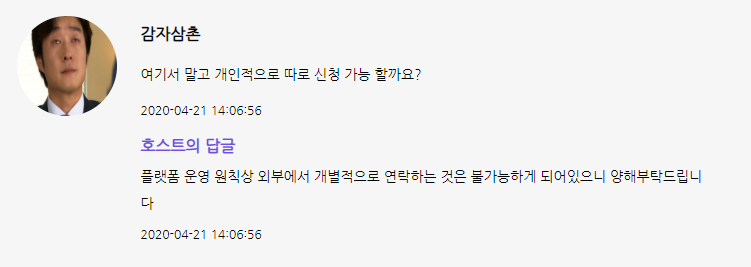 감자삼촌
여기서 말고 개인적으로 따로 신청 가능 할까요?
2020-04-21 14:06:56
호스트의 답글
플랫폼 운영 원칙상 외부에서 개별적으로 연락하는 것은 불가능하게 되어있으니 양해부탁드립니
다
2020-04-21 14:06:56